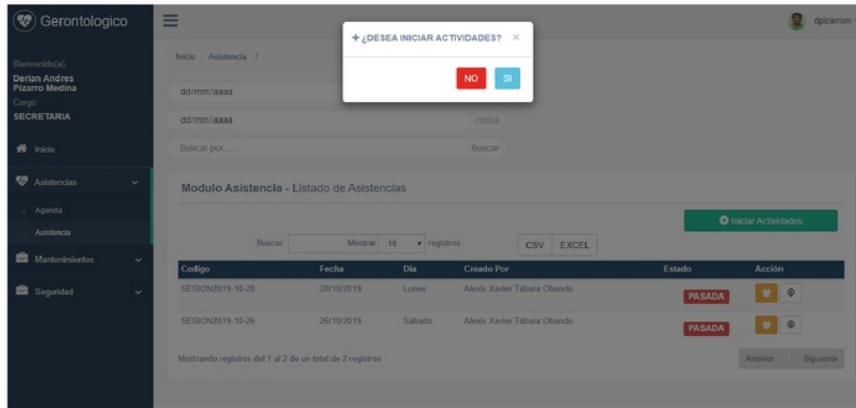 Gerontologico
dpizarrom
+ ¿DESEA INICIAR ACTIVIDADES? ×
NO SI
Bienvenido(a),
Derian Andres
Pizarro Medina
Cargo:
SECRETARIA
Inicio
Asistencias
Agenda
Asistencia
Mantenimientos
Seguridad
Inicio / Asistencia /
dd/mm/aaaa
dd/mm/aaaa Hasta
Buscar por........ Buscar
Modulo Asistencia - Listado de Asistencias
Iniciar Actividades
Buscar: Mostrar 10 registros CSV EXCEL
Codigo Fecha Dia Creado Por Estado Acción
SESION2019-10-28 28/10/2019 Lunes Alexis Xavier Tábara Obando PASADA
SESION2019-10-26 26/10/2019 Sábado Alexis Xavier Tábara Obando PASADA
Mostrando registros del 1 al 2 de un total de 2 registros
Anterior 1 Siguiente